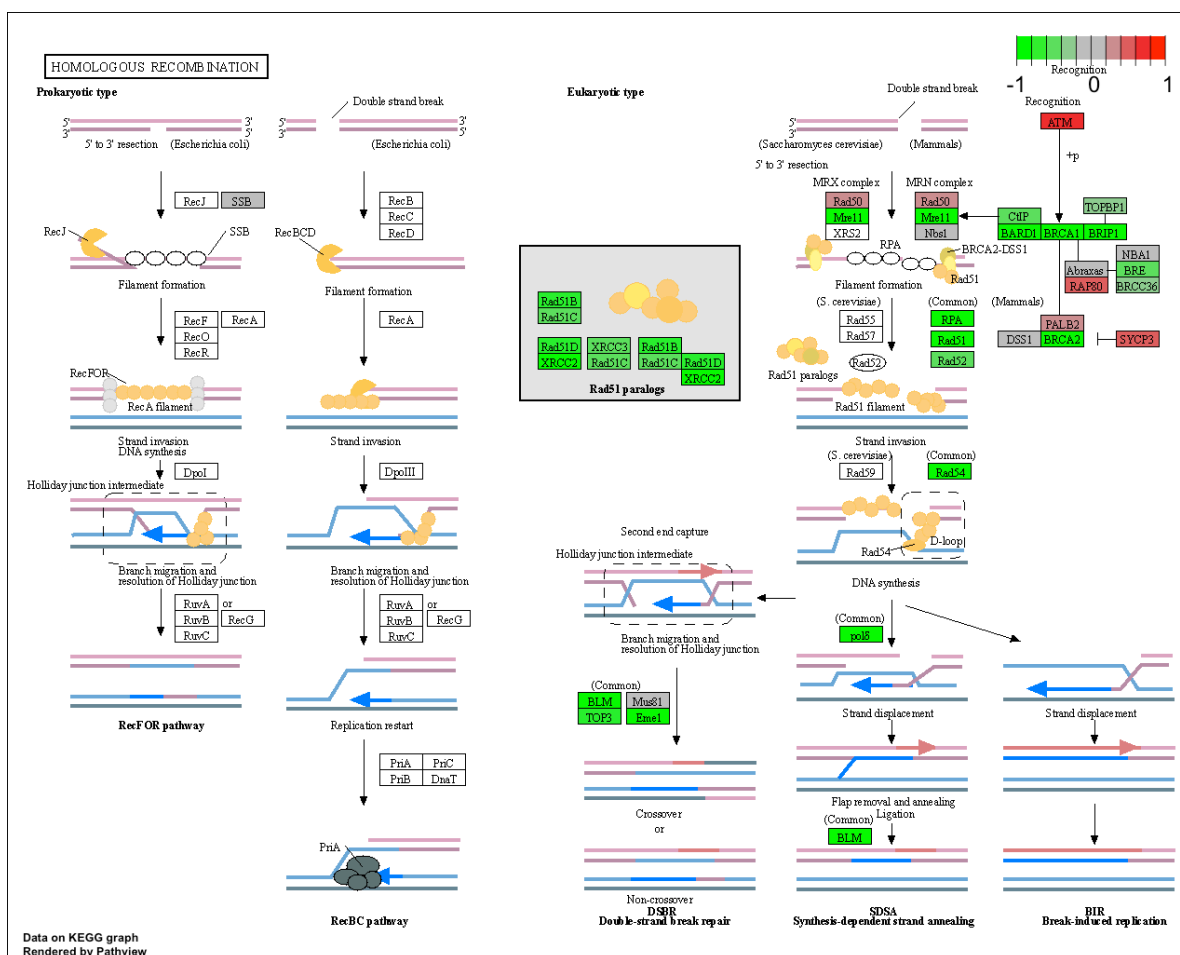 HOMOLOGOUS RECOMBINATION
Prokaryotic type
5'
3'
3'
5'
5' to 3' resection
(Escherichia coli)
RecJ
SSB
RecJ
SSB
Filament formation
RecF
RecA
RecO
RecR
RecFOR
RecA filament
Strand invasion
DNA synthesis
DpoI
Holliday junction intermediate
Branch migration and
resolution of Holliday junction
RuvA
or
RuvB
RecG
RuvC
RecFOR pathway
Double strand break
5'
3'
3'
5'
(Escherichia coli)
RecB
RecC
RecD
RecBCD
Filament formation
RecA
Strand invasion
DpoIII
Branch migration and
resolution of Holliday junction
RuvA
or
RuvB
RecG
RuvC
Replication restart
PriA
PriC
PriB
DnaT
PriA
RecBC pathway
Eukaryotic type
Rad51B
Rad51C
Rad51D
XRCC3
Rad51B
XRCC2
Rad51C
Rad51C
Rad51D
XRCC2
Rad51 paralogs
Double strand break
(Saccharomyces cerevisiae)
(Mammals)
5' to 3' resection
MRX complex
MRN complex
Rad50
Rad50
Mre11
Mre11
XRS2
Nbs1
RPA
BRCA2-DSS1
Rad51
Filament formation
(S. cerevisiae)
(Common)
Rad55
RPA
Rad57
Rad51
Rad52
Rad52
Rad51 paralogs
Rad51 filament
Strand invasion
(S. cerevisiae)
(Common)
Rad59
Rad54
Rad54
D-loop
DNA synthesis
Recognition
-1
0
1
Recognition
ATM
+p
CtIP
TOPBP1
BARD1
BRCA1
BRIP1
Abraxas
NBA1
RAP80
BRE
BRCC36
(Mammals)
PALB2
DSS1
BRCA2
SYCP3
Second end capture
Holliday junction intermediate
Branch migration and
resolution of Holliday junction
(Common)
BLM
Mus81
TOP3
Eme1
Crossover
or
Non-crossover
DSBR
Double-strand break repair
(Common)
polδ
Strand displacement
Flap removal and annealing
Ligation
(Common)
BLM
SDSA
Synthesis-dependent strand annealing
Strand displacement
BIR
Break-induced replication
Data on KEGG graph
Rendered by Pathview